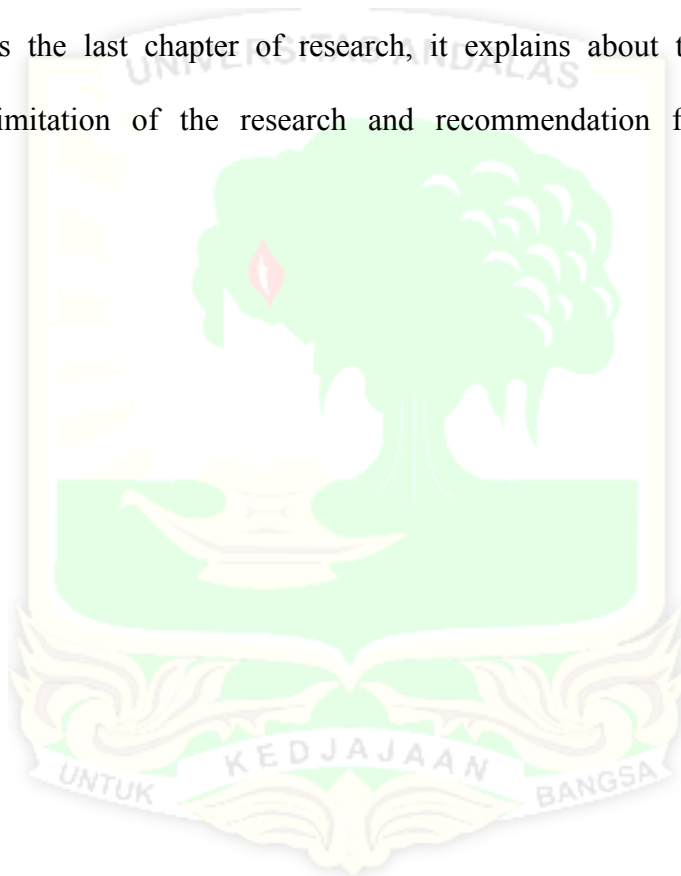 s the last chapter of research, it explains about t
UNIVERSITAS ANDALAS
imitation of the research and recommendation f
UNTUK KEDJAJAAN BANGSA